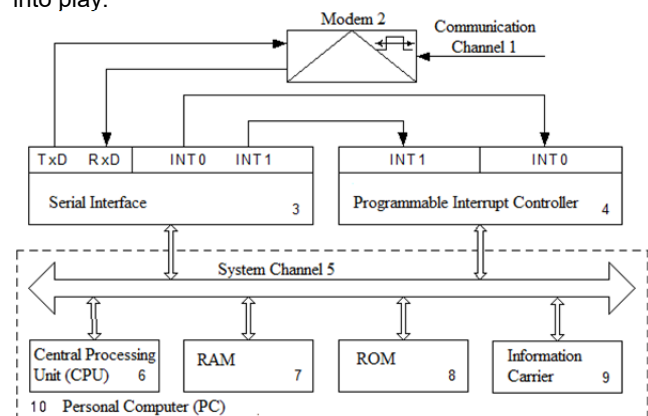 into play.
Modem 2
Communication
Channel 1
TxD RxD INT0 INT1
INT1 INT0
Serial Interface 3
Programmable Interrupt Controller 4
System Channel 5
Central Processing
Unit (CPU) 6
RAM 7
ROM 8
Information
Carrier 9
10 Personal Computer (PC)